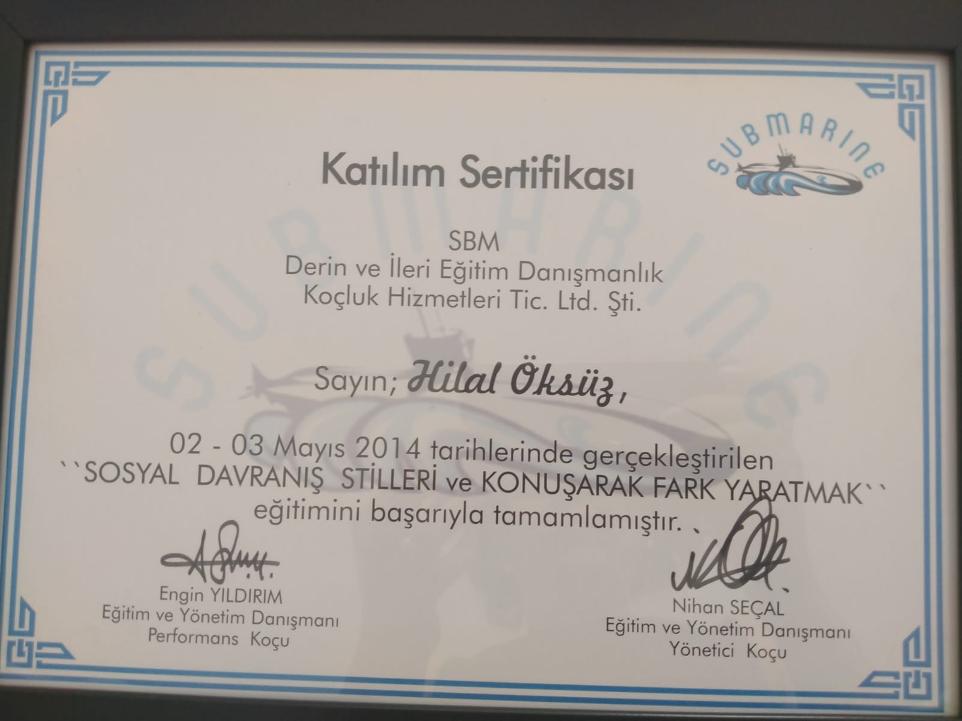 SUBMARINE
Katılım Sertifikası
SBM
Derin ve İleri Eğitim Danışmanlık
Koçluk Hizmetleri Tic. Ltd. Şti.
Sayın; Hilal Öksüz,
02 - 03 Mayıs 2014 tarihlerinde gerçekleştirilen
``SOSYAL DAVRANIŞ STİLLERİ ve KONUŞARAK FARK YARATMAK``
eğitimini başarıyla tamamlamıştır.
Engin YILDIRIM
Eğitim ve Yönetim Danışmanı
Performans Koçu
Nihan SEÇAL
Eğitim ve Yönetim Danışmanı
Yönetici Koçu
SUBMARINE